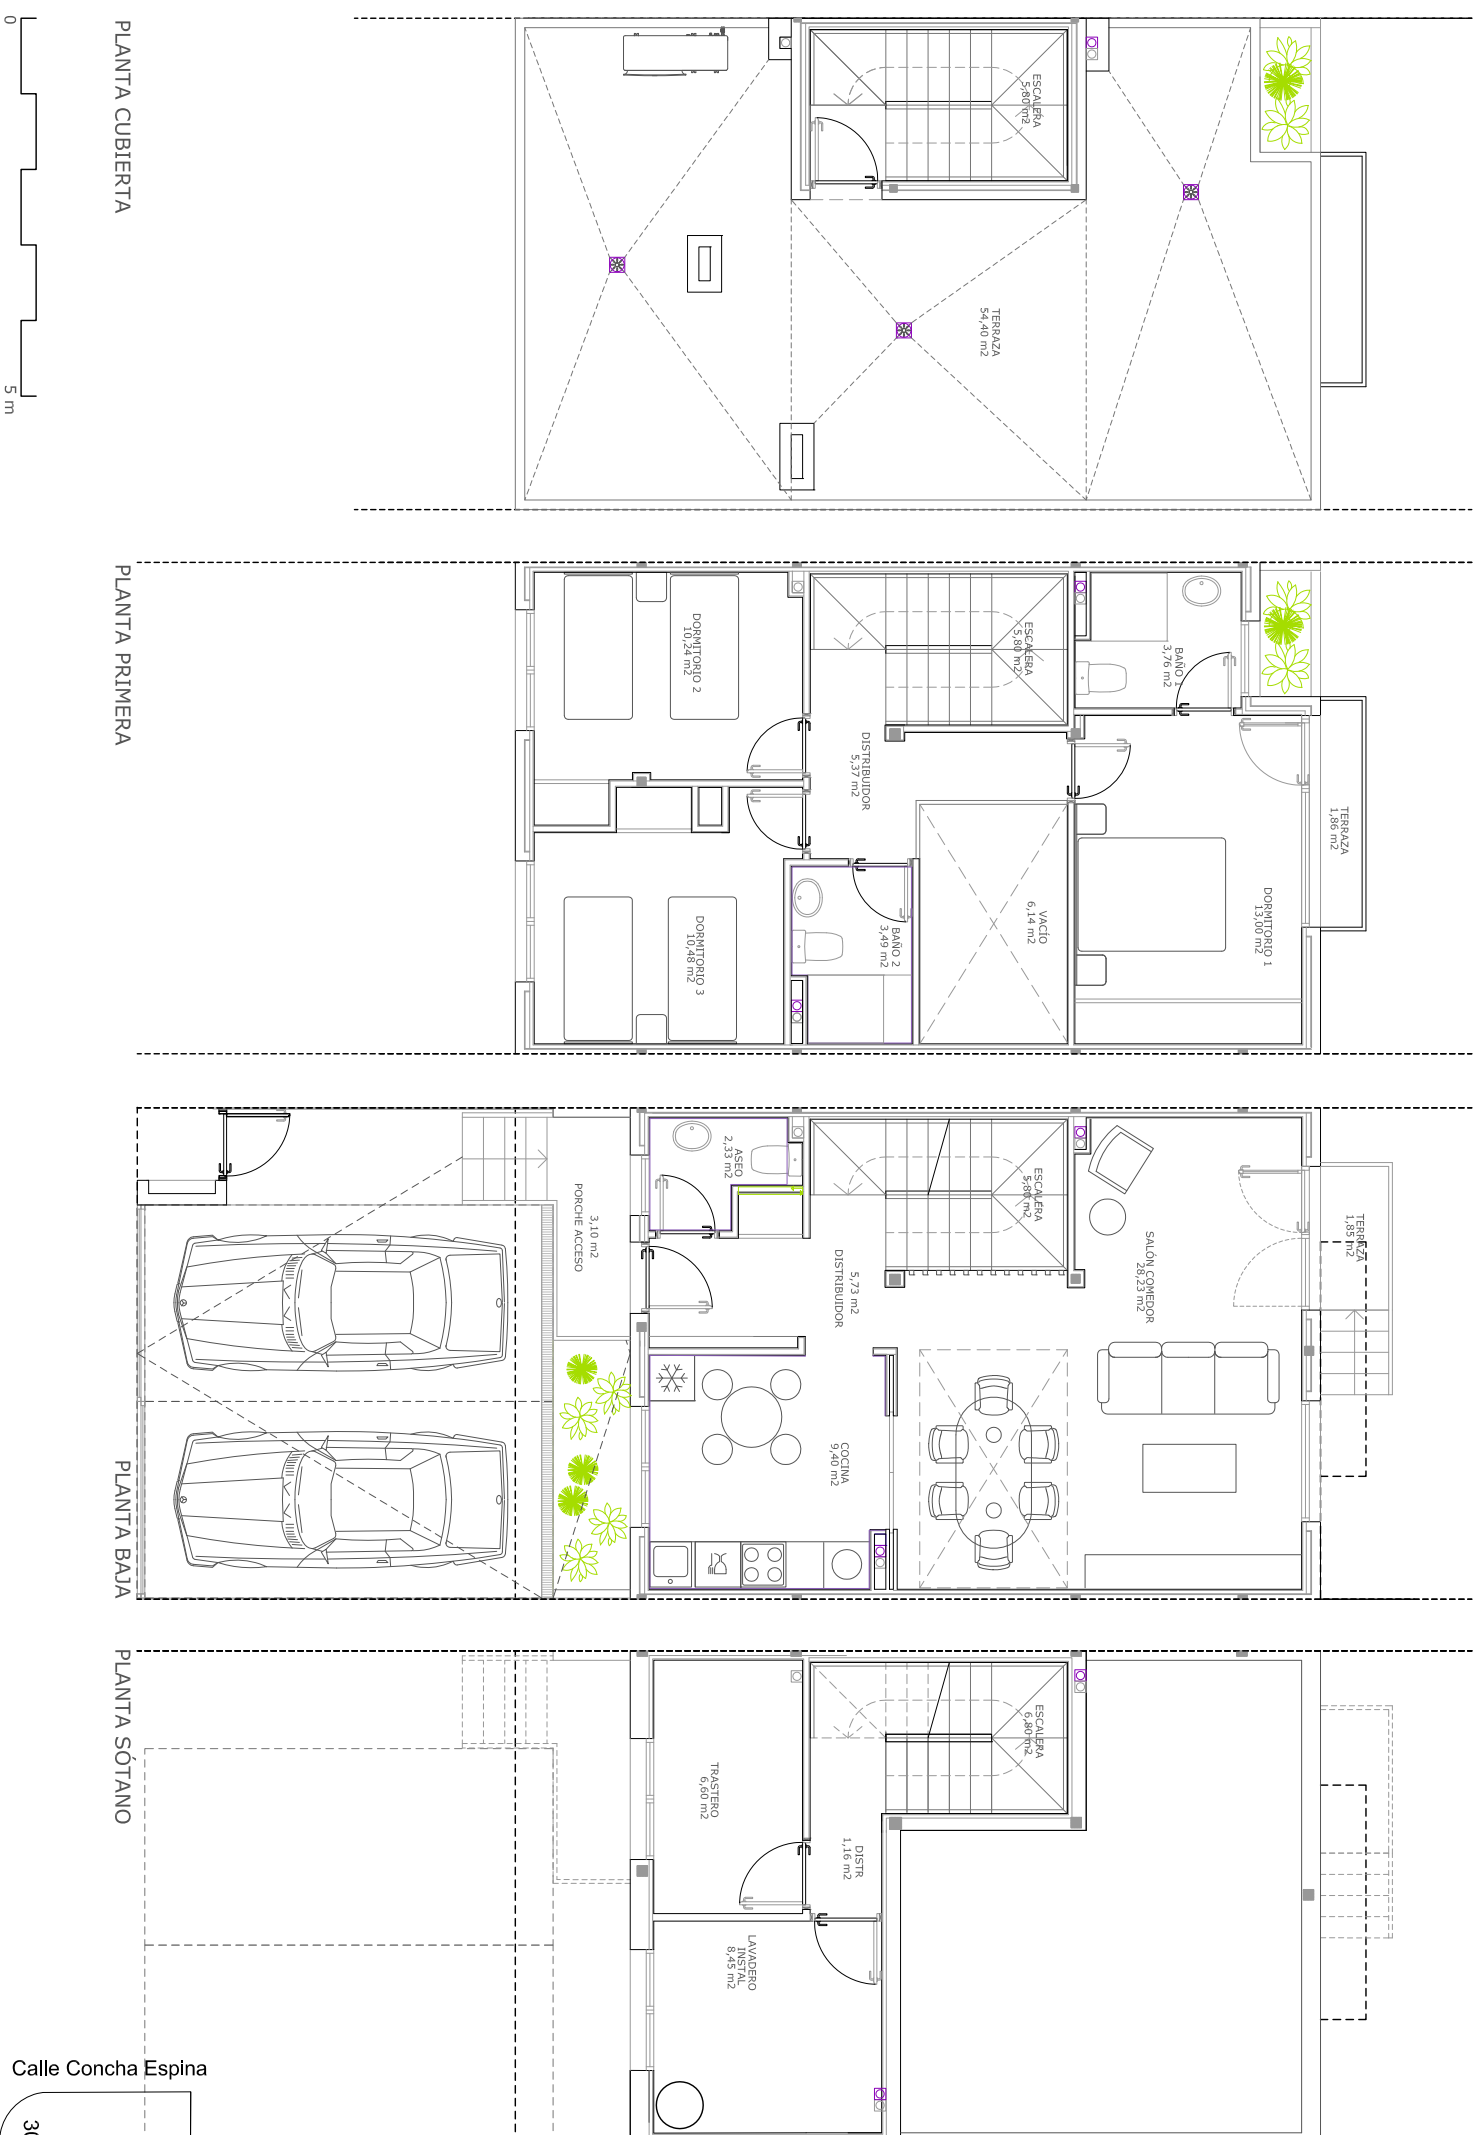 PLANTA CUBIERTA
0
5 m
ESCALERA
5,80 m2
TERRAZA
54,40 m2
PLANTA PRIMERA
DORMITORIO 2
10,24 m2
ESCALERA
5,80 m2
BAÑO 1
3,76 m2
DISTRIBUIDOR
5,37 m2
TERRAZA
1,86 m2
DORMITORIO 3
10,48 m2
BAÑO 2
3,49 m2
VACÍO
6,14 m2
DORMITORIO 1
13,00 m2
PLANTA BAJA
3,10 m2
PORCHE ACCESO
ASEO
2,33 m2
ESCALERA
5,80 m2
5,73 m2
DISTRIBUIDOR
SALÓN COMEDOR
28,23 m2
TERRAZA
1,85 m2
COCINA
9,40 m2
PLANTA SÓTANO
TRASTERO
6,60 m2
ESCALERA
6,80 m2
DISTR
1,16 m2
LAVADERO
INSTAL
8,45 m2
Calle Concha Espina